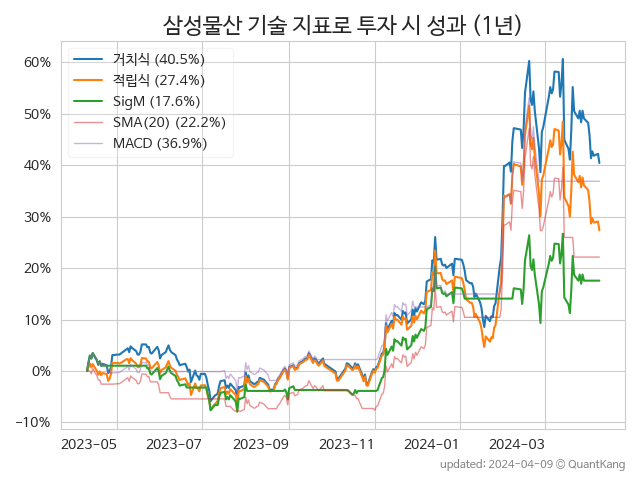 삼성물산 기술 지표로 투자 시 성과 (1년)
거치식 (40.5%)
적립식 (27.4%)
SigM (17.6%)
SMA(20) (22.2%)
MACD (36.9%)
60%
50%
40%
30%
20%
10%
0%
−10%
2023-05 2023-07 2023-09 2023-11 2024-01 2024-03
updated: 2024-04-09 © QuantKang